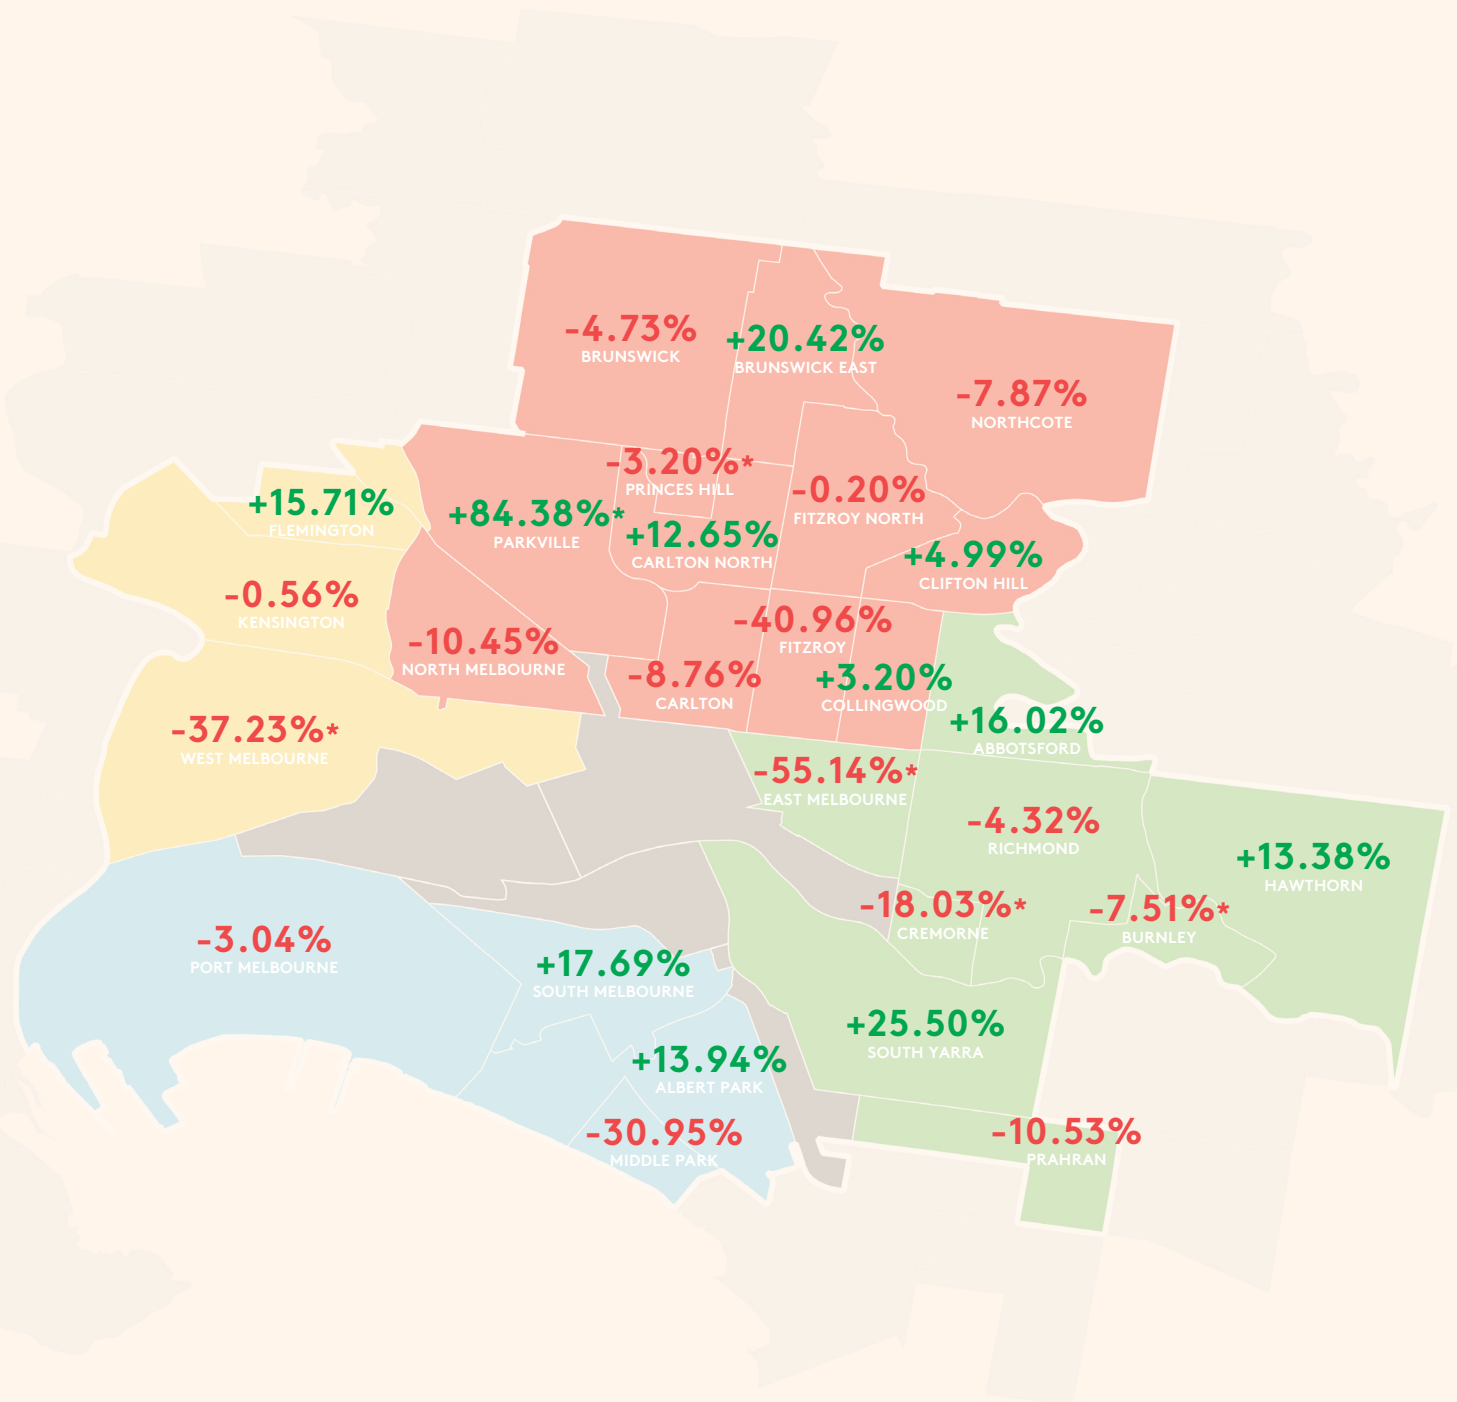 -4.73%
BRUNSWICK
+20.42%
BRUNSWICK EAST
-7.87%
NORTHCOTE
-3.20%*
PRINCES HILL
-0.20%
FITZROY NORTH
+15.71%
FLEMINGTON
+84.38%*
PARKVILLE
+12.65%
CARLTON NORTH
+4.99%
CLIFTON HILL
-0.56%
KENSINGTON
-10.45%
NORTH MELBOURNE
-40.96%
FITZROY
-8.76%
CARLTON
+3.20%
COLLINGWOOD
-37.23%*
WEST MELBOURNE
+16.02%
ABBOTSFORD
-55.14%*
EAST MELBOURNE
-4.32%
RICHMOND
+13.38%
HAWTHORN
-18.03%*
CREMORNE
-7.51%*
BURNLEY
-3.04%
PORT MELBOURNE
+17.69%
SOUTH MELBOURNE
+25.50%
SOUTH YARRA
+13.94%
ALBERT PARK
-30.95%
MIDDLE PARK
-10.53%
PRAHRAN